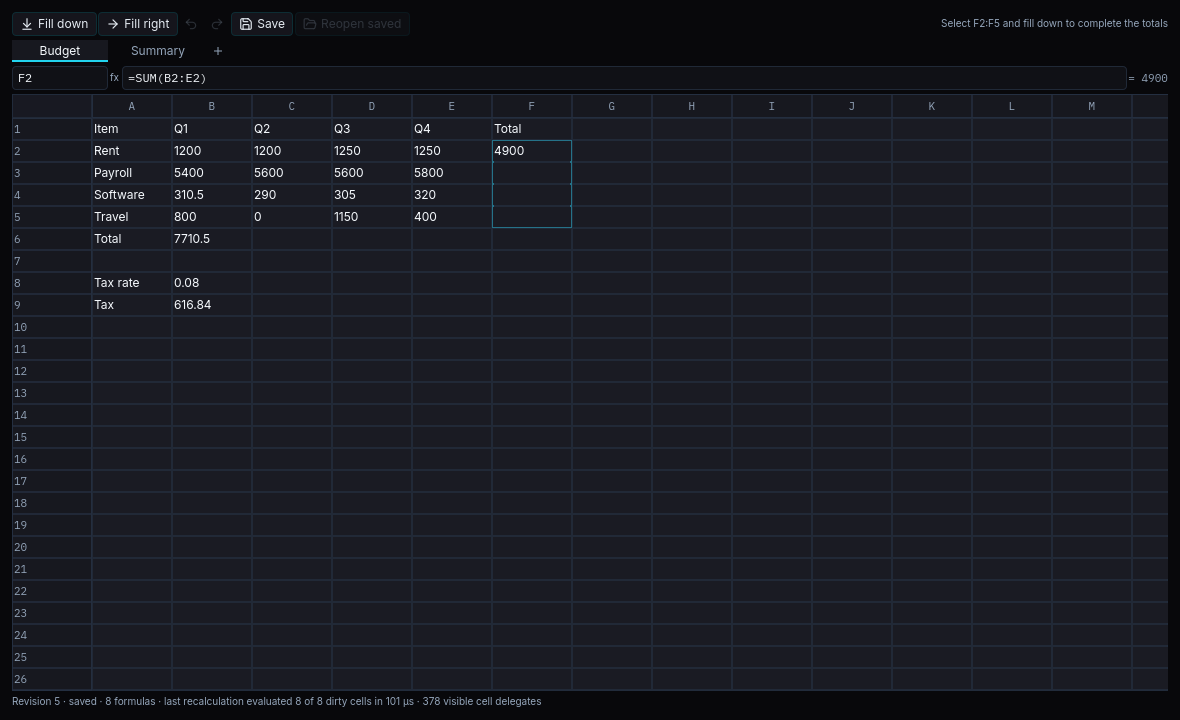 Fill down Fill right Save Reopen saved Select F2:F5 and fill down to complete the totals
Budget Summary +
F2 fx =SUM(B2:E2) = 4900
A B C D E F G H I J K L M
1 Item Q1 Q2 Q3 Q4 Total
2 Rent 1200 1200 1250 1250 4900
3 Payroll 5400 5600 5600 5800
4 Software 310.5 290 305 320
5 Travel 800 0 1150 400
6 Total 7710.5
7
8 Tax rate 0.08
9 Tax 616.84
10
11
12
13
14
15
16
17
18
19
20
21
22
23
24
25
26
Revision 5 · saved · 8 formulas · last recalculation evaluated 8 of 8 dirty cells in 101 µs · 378 visible cell delegates